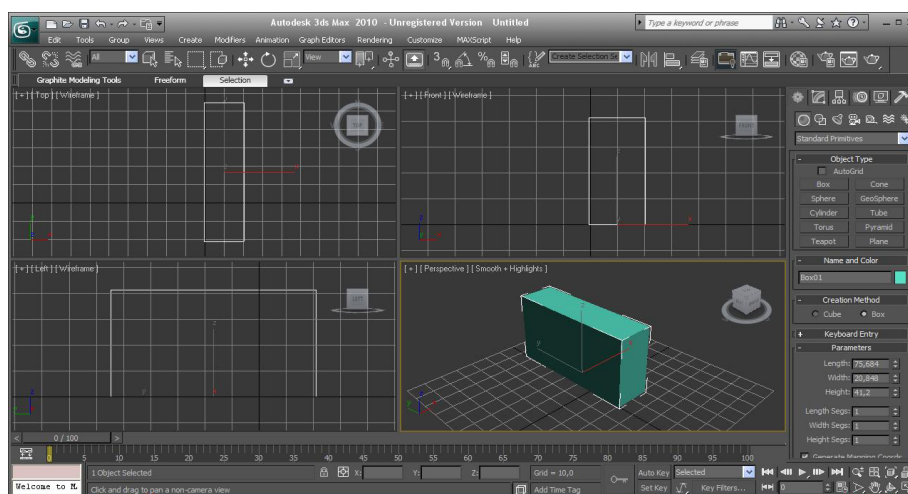 Autodesk 3ds Max 2010 - Unregistered Version Untitled
Type a keyword or phrase
Edit Tools Group Views Create Modifiers Animation Graph Editors Rendering Customize MAXScript Help
All View Create Selection Se
Graphite Modeling Tools Freeform Selection
[ + ] [ Top ] [ Wireframe ]
[ + ] [ Front ] [ Wireframe ]
TOP
FRONT
Standard Primitives
- Object Type
AutoGrid
Box Cone
Sphere GeoSphere
Cylinder Tube
Torus Pyramid
Teapot Plane
[ + ] [ Left ] [ Wireframe ]
[ + ] [ Perspective ] [ Smooth + Highlights ]
LEFT
- Name and Color
Box01
- Creation Method
Cube Box
+ Keyboard Entry
- Parameters
Length: 75,684
Width: 20,848
Height: 41,2
Length Segs: 1
Width Segs: 1
Height Segs: 1
Generate Mapping Coords.
< 0 / 100 >
0 5 10 15 20 25 30 35 40 45 50 55 60 65 70 75 80 85 90 95 100
1 Object Selected X: Y: Z: Grid = 10,0 Auto Key Selected
Welcome to M. Click and drag to pan a non-camera view Add Time Tag Set Key Key Filters... 0